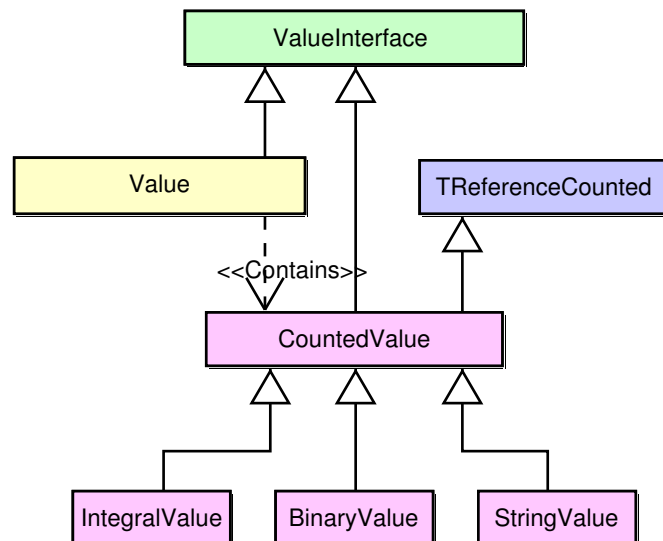 ValueInterface
Value
TReferenceCounted
<<Contains>>
CountedValue
IntegralValue
BinaryValue
StringValue